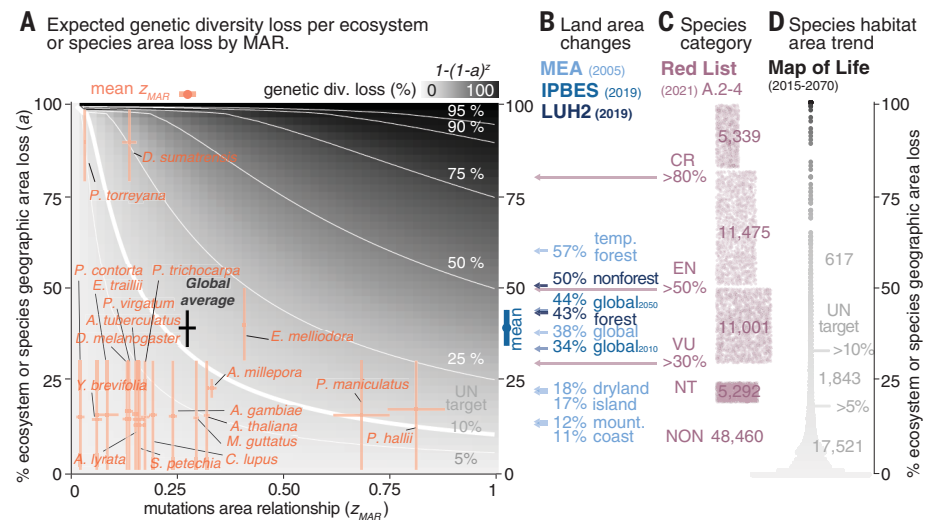 A Expected genetic diversity loss per ecosystem
or species area loss by MAR.
1-(1-a)^z
mean z_MAR
genetic div. loss (%) 0 100
% ecosystem or species geographic area loss (a)
100
75
50
25
0
95 %
90 %
75 %
50 %
25 %
UN
target
10%
5%
D. sumatrensis
P. torreyana
P. contorta
P. trichocarpa
E. traillii
P. virgatum
A. tuberculatus
D. melanogaster
Global
average
E. melliodora
Y. brevifolia
A. millepora
P. maniculatus
A. gambiae
A. thaliana
M. guttatus
P. hallii
A. lyrata
S. petechia
C. lupus
0
0.25
0.50
0.75
1
mutations area relationship (z_MAR)
100
75
50
25
0
mean
B Land area
changes
MEA (2005)
IPBES (2019)
LUH2 (2019)
57% temp.
forest
50% nonforest
44% global2050
43% forest
38% global
34% global2010
18% dryland
17% island
12% mount.
11% coast
C Species
category
Red List
(2021) A.2-4
5,339
CR
>80%
11,475
EN
>50%
11,001
VU
>30%
NT
5,292
NON 48,460
D Species habitat
area trend
Map of Life
(2015-2070)
617
UN
target
>10%
1,843
>5%
17,521
100
75
50
25
0
% ecosystem or species geographic area loss